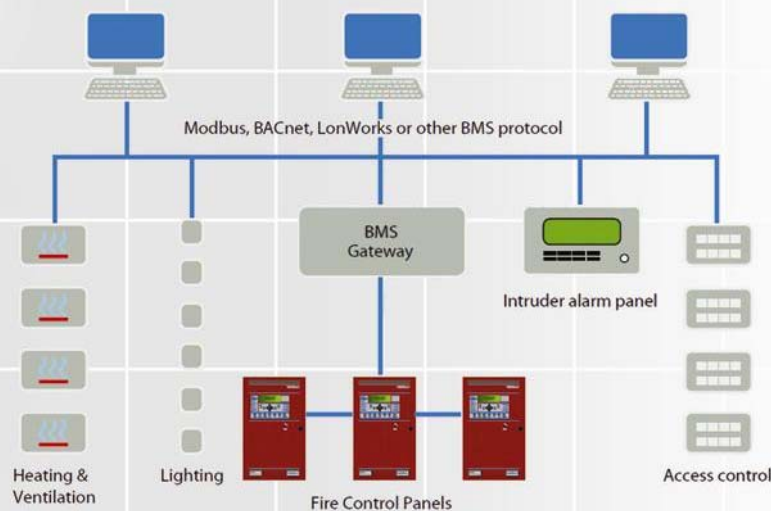 Modbus, BACnet, LonWorks or other BMS protocol
BMS
Gateway
Intruder alarm panel
Heating &
Ventilation
Lighting
Fire Control Panels
Access control